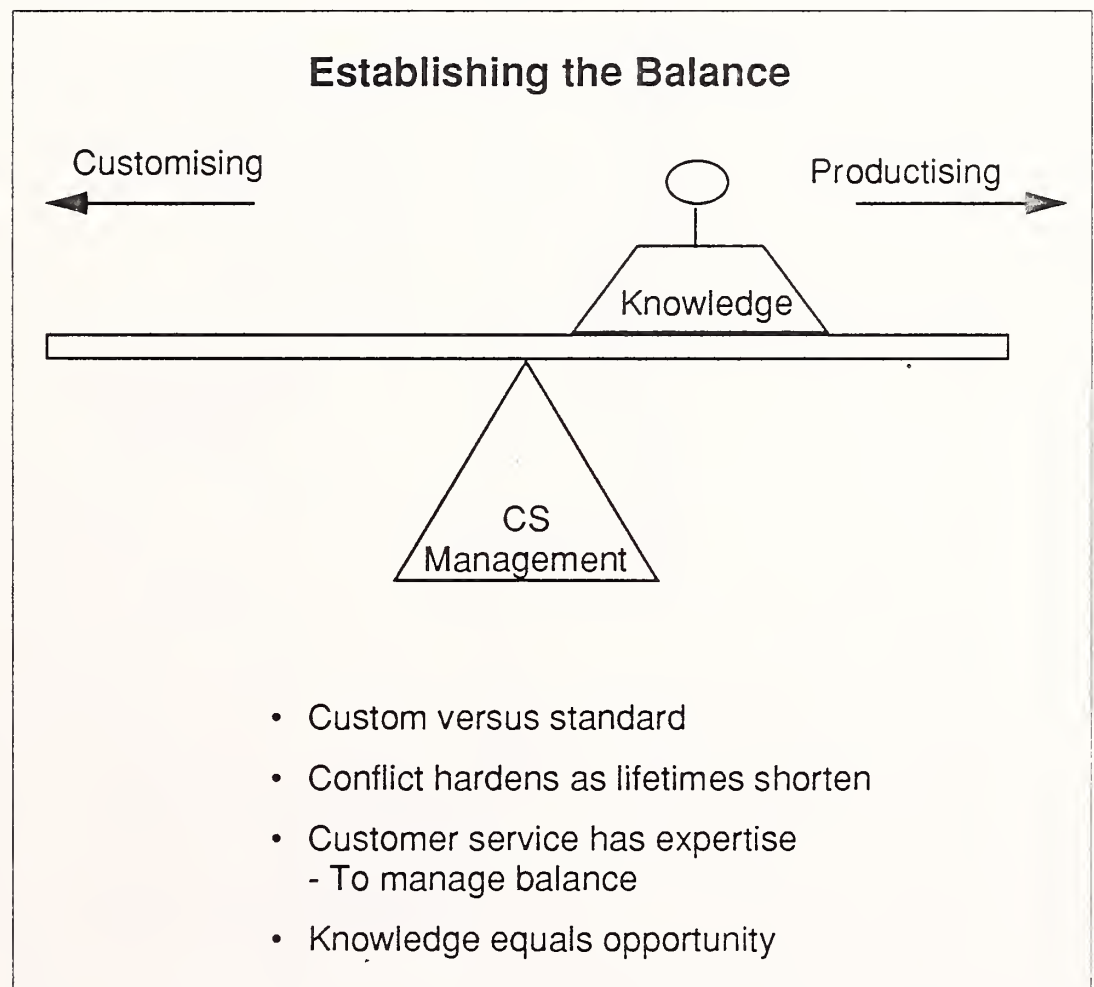 Establishing the Balance
Customising
Productising
Knowledge
CS
Management
• Custom versus standard
• Conflict hardens as lifetimes shorten
• Customer service has expertise
- To manage balance
• Knowledge equals opportunity